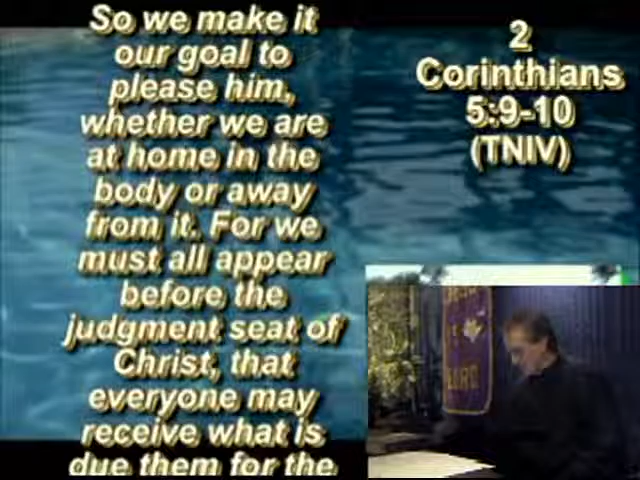 So we make it
our goal to
please him,
whether we are
at home in the
body or away
from it. For we
must all appear
before the
judgment seat of
Christ, that
everyone may
receive what is
due them for the
2
Corinthians
5:9-10
(TNIV)